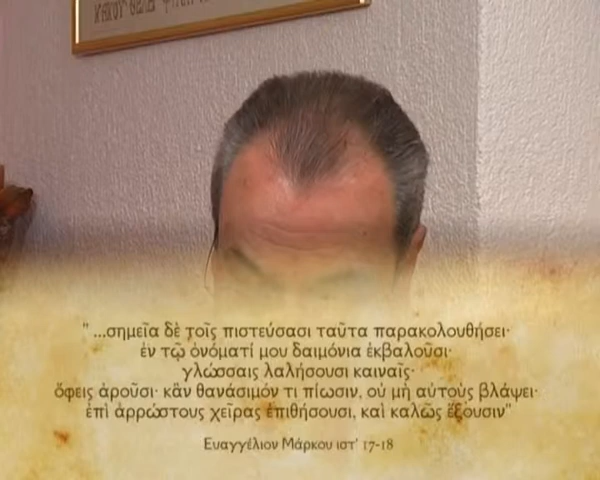 " ...σημεῖα δὲ τοῖς πιστεύσασι ταῦτα παρακολουθήσει·
ἐν τῷ ὀνόματί μου δαιμόνια ἐκβαλοῦσι·
γλώσσαις λαλήσουσι καιναῖς·
ὄφεις ἀροῦσι· κἂν θανάσιμόν τι πίωσιν, οὐ μὴ αὐτοὺς βλάψει·
ἐπὶ ἀρρώστους χεῖρας ἐπιθήσουσι, καὶ καλῶς ἕξουσιν"
Ευαγγέλιον Μάρκου ιστ' 17-18